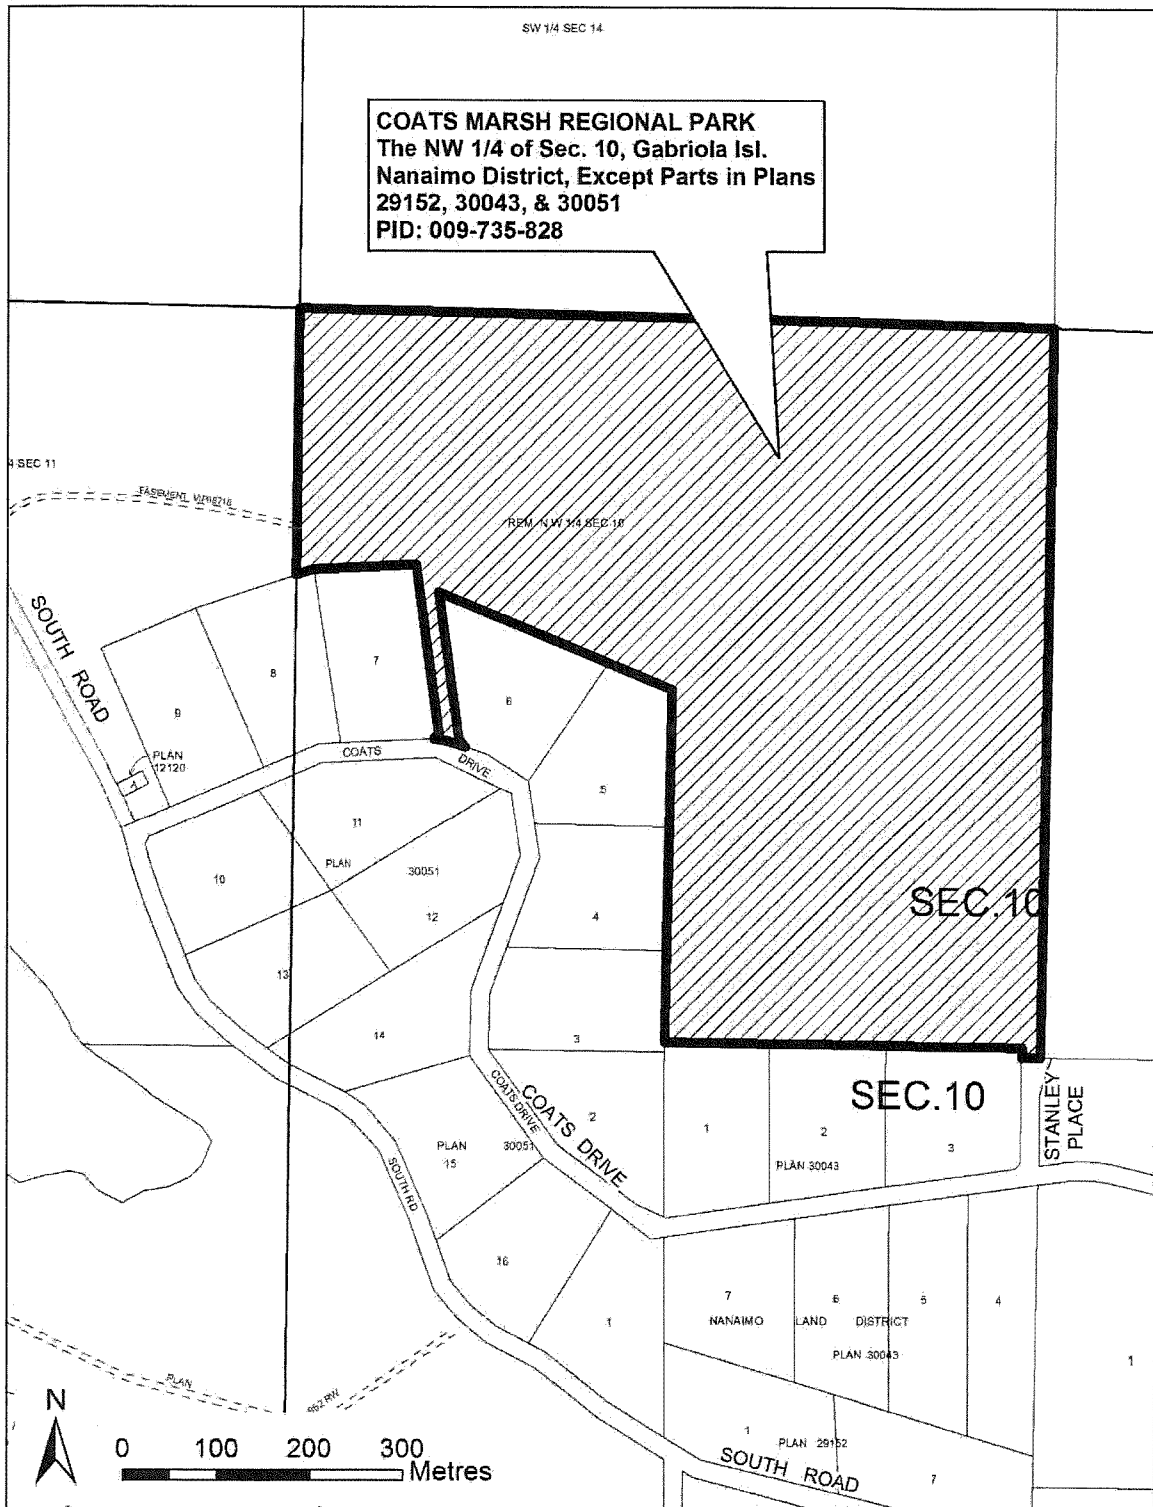 SW 1/4 SEC 14
COATS MARSH REGIONAL PARK
The NW 1/4 of Sec. 10, Gabriola Isl.
Nanaimo District, Except Parts in Plans
29152, 30043, & 30051
PID: 009-735-828
4 SEC 11
EASEMENT
REM. N W 1/4 SEC 10
SOUTH ROAD
9
8
7
6
5
PLAN
12120
1
COATS
DRIVE
11
PLAN
30051
10
12
4
SEC.10
13
14
3
COATS DRIVE
COATS DRIVE
2
SEC.10
STANLEY
PLACE
1
2
3
PLAN 30043
PLAN
30051
15
SOUTH RD
16
1
7
6
5
4
NANAIMO LAND DISTRICT
PLAN 30043
1
PLAN
RW
1
PLAN 29152
7
SOUTH ROAD
N
0 100 200 300
Metres